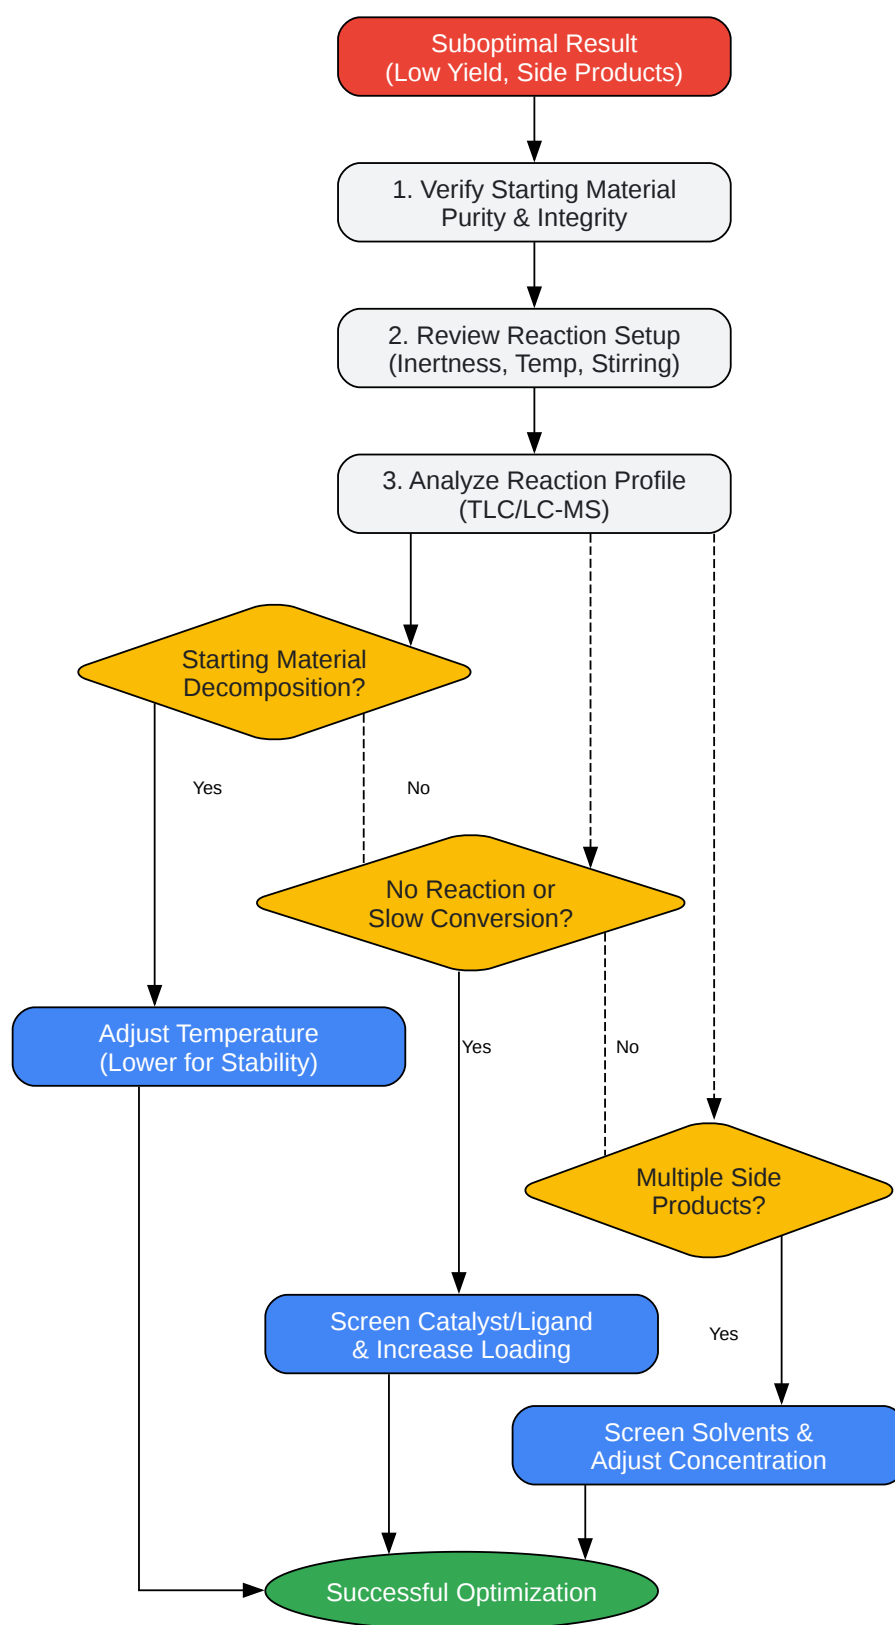 Suboptimal Result
(Low Yield, Side Products)
1. Verify Starting Material
Purity & Integrity
2. Review Reaction Setup
(Inertness, Temp, Stirring)
3. Analyze Reaction Profile
(TLC/LC-MS)
Starting Material
Decomposition?
Yes
No
No Reaction or
Slow Conversion?
Adjust Temperature
(Lower for Stability)
Yes
No
Multiple Side
Products?
Screen Catalyst/Ligand
& Increase Loading
Yes
Screen Solvents &
Adjust Concentration
Successful Optimization